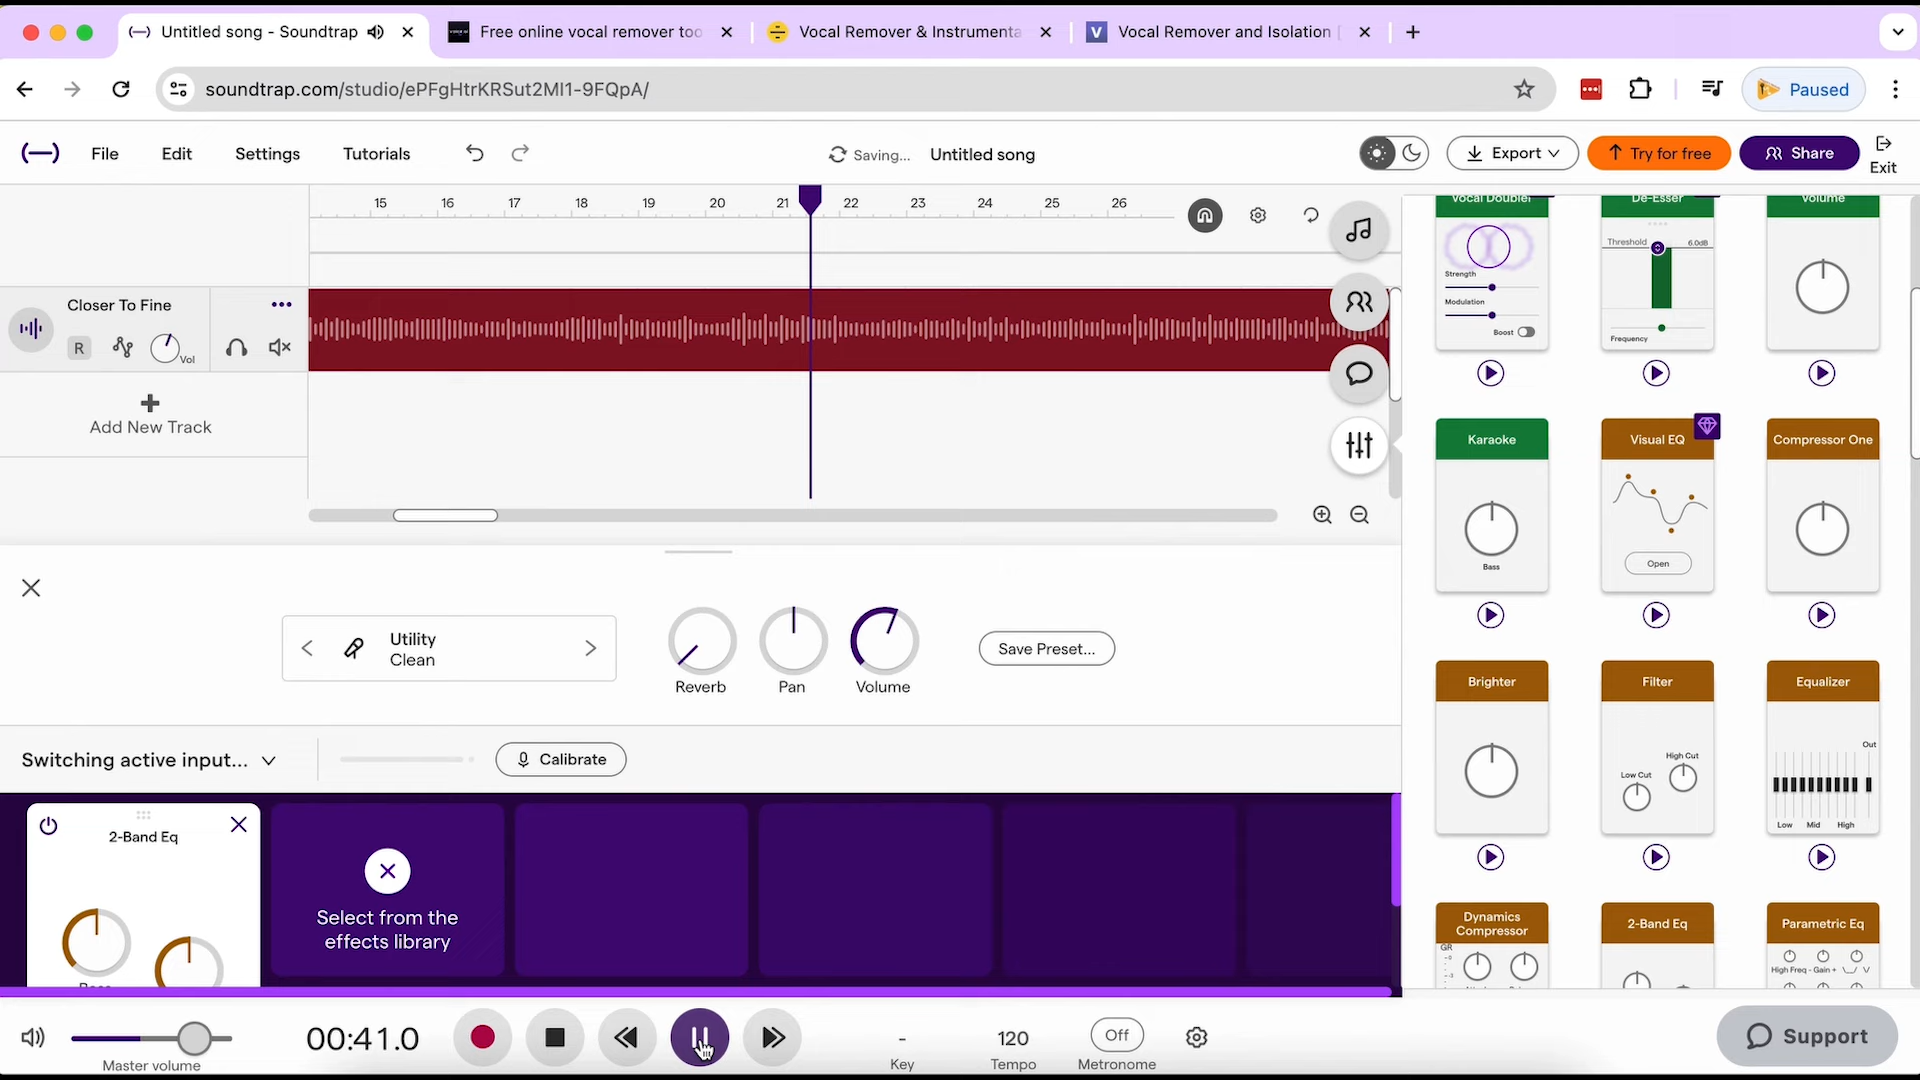 Untitled song - Soundtrap
Free online vocal remover too
Vocal Remover & Instrumenta
V
Vocal Remover and Isolation
soundtrap.com/studio/ePFgHtrKRSut2MI1-9FQpA/
Paused
File
Edit
Settings
Tutorials
Saving...
Untitled song
Export
Try for free
Share
Exit
15 16 17 18 19 20 21 22 23 24 25 26
Closer To Fine
R
Vol
Add New Track
Vocal Doubler
Strength
Modulation
Boost
De-Esser
Threshold
6.0dB
Frequency
Volume
Karaoke
Bass
Visual EQ
Open
Compressor One
Brighter
Filter
High Cut
Low Cut
Equalizer
Out
Low Mid High
Dynamics
Compressor
GR
2-Band Eq
Parametric Eq
High Freq - Gain +
Utility
Clean
Reverb
Pan
Volume
Save Preset...
Switching active input...
Calibrate
2-Band Eq
Select from the
effects library
Master volume
00:41.0
-
Key
120
Tempo
Off
Metronome
Support